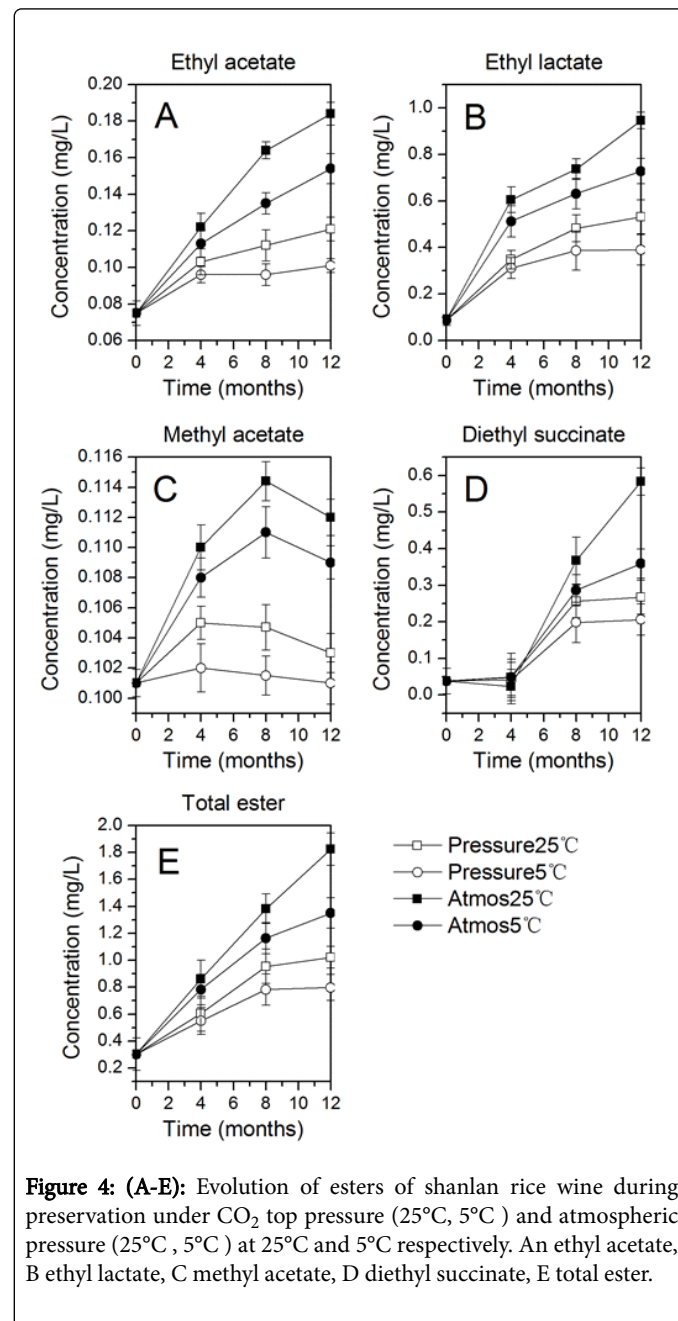 Ethyl acetate
A
Concentration (mg/L)
0.20
0.18
0.16
0.14
0.12
0.10
0.08
0.06
0 2 4 6 8 10 12
Time (months)
Ethyl lactate
B
Concentration (mg/L)
1.0
0.8
0.6
0.4
0.2
0.0
0 2 4 6 8 10 12
Time (months)
Methyl acetate
C
Concentration (mg/L)
0.116
0.114
0.112
0.110
0.108
0.106
0.104
0.102
0.100
0 2 4 6 8 10 12
Time (months)
Diethyl succinate
D
Concentration (mg/L)
0.6
0.5
0.4
0.3
0.2
0.1
0.0
0 2 4 6 8 10 12
Time (months)
Total ester
E
Concentration (mg/L)
2.0
1.8
1.6
1.4
1.2
1.0
0.8
0.6
0.4
0.2
0 2 4 6 8 10 12
Time (months)
Pressure25℃
Pressure5℃
Atmos25℃
Atmos5℃
Figure 4: (A-E): Evolution of esters of shanlan rice wine during
preservation under CO₂ top pressure (25°C, 5°C ) and atmospheric
pressure (25°C , 5°C ) at 25°C and 5°C respectively. An ethyl acetate,
B ethyl lactate, C methyl acetate, D diethyl succinate, E total ester.